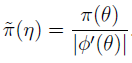 π̃(η) = π(θ) / |ϕ′(θ)|